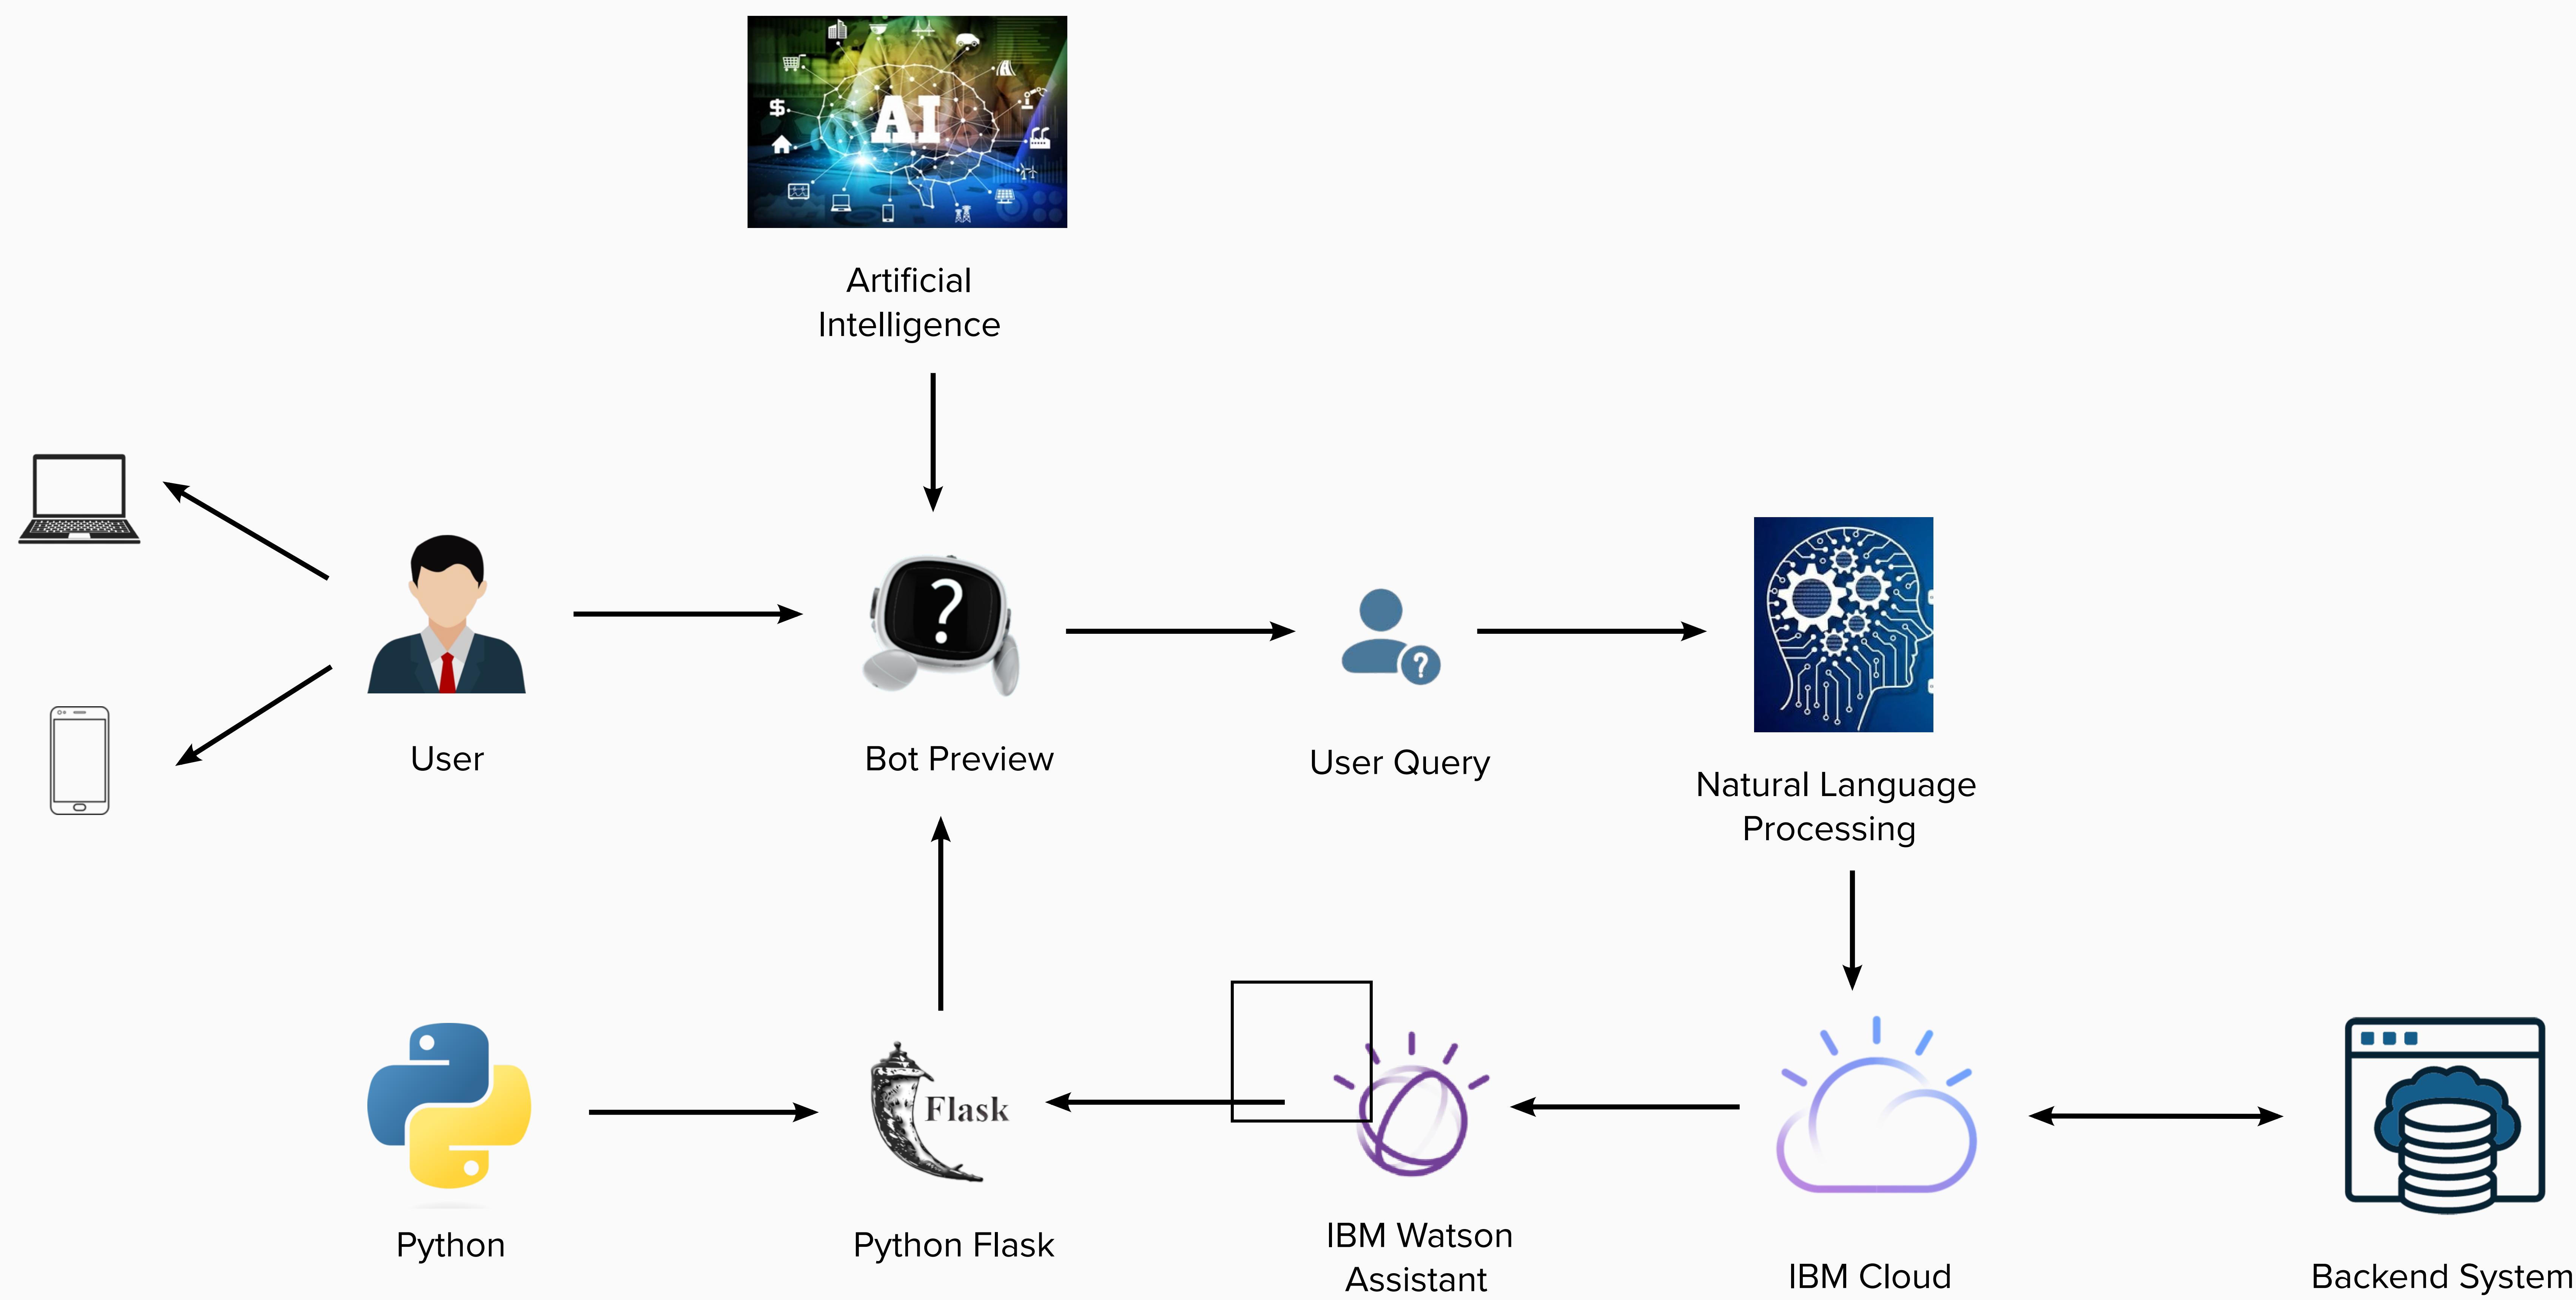 AI
$
Artificial
Intelligence
?
?
User
Bot Preview
User Query
Natural Language
Processing
Flask
Python
Python Flask
IBM Watson
Assistant
IBM Cloud
Backend System